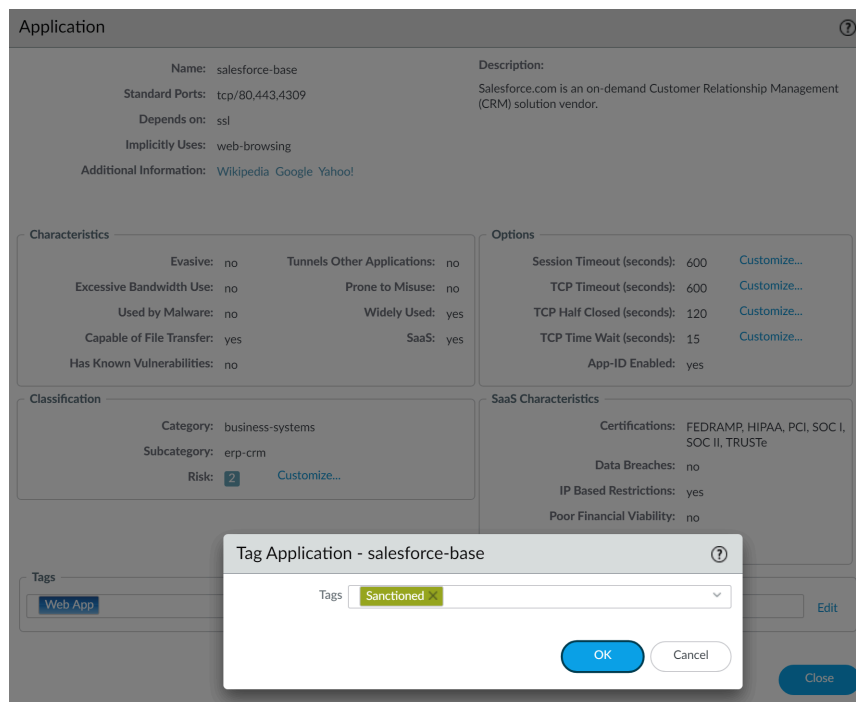 Application
?
Name: salesforce-base
Standard Ports: tcp/80,443,4309
Depends on: ssl
Implicitly Uses: web-browsing
Additional Information: Wikipedia Google Yahoo!
Description:
Salesforce.com is an on-demand Customer Relationship Management
(CRM) solution vendor.
Characteristics
Evasive: no
Excessive Bandwidth Use: no
Used by Malware: no
Capable of File Transfer: yes
Has Known Vulnerabilities: no
Tunnels Other Applications: no
Prone to Misuse: no
Widely Used: yes
SaaS: yes
Options
Session Timeout (seconds): 600 Customize...
TCP Timeout (seconds): 600 Customize...
TCP Half Closed (seconds): 120 Customize...
TCP Time Wait (seconds): 15 Customize...
App-ID Enabled: yes
Classification
Category: business-systems
Subcategory: erp-crm
Risk: 2 Customize...
SaaS Characteristics
Certifications: FEDRAMP, HIPAA, PCI, SOC I,
SOC II, TRUSTe
Data Breaches: no
IP Based Restrictions: yes
Poor Financial Viability: no
Tags
Web App
Edit
Tag Application - salesforce-base
?
Tags Sanctioned
OK Cancel
Close